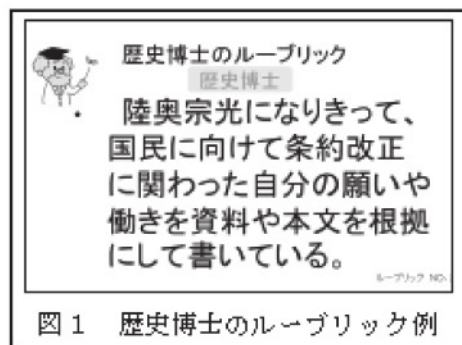 歴史博士のルーブリック
歴史博士
陸奥宗光になりきって、
国民に向けて条約改正
に関わった自分の願いや
働きを資料や本文を根拠
にして書いている。
ルーブリック NO.
図1 歴史博士のルーブリック例